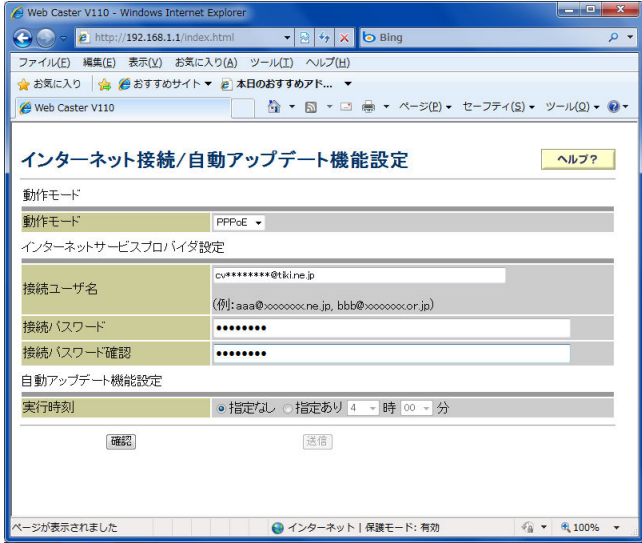 Web Caster V110 - Windows Internet Explorer
http://192.168.1.1/index.html
Bing
ファイル(F) 編集(E) 表示(V) お気に入り(A) ツール(T) ヘルプ(H)
お気に入り おすすめサイト 本日のおすすめアド...
Web Caster V110 ページ(P) セーフティ(S) ツール(O)
インターネット接続/自動アップデート機能設定 ヘルプ?
動作モード
動作モード PPPoE
インターネットサービスプロバイダ設定
接続ユーザ名 cv********@tiki.ne.jp
(例: aaa@xxxxxxx.ne.jp, bbb@xxxxxxx.or.jp)
接続パスワード ●●●●●●●●
接続パスワード確認 ●●●●●●●●
自動アップデート機能設定
実行時刻 指定なし 指定あり 4 時 00 分
確認 送信
ページが表示されました インターネット | 保護モード: 有効 100%